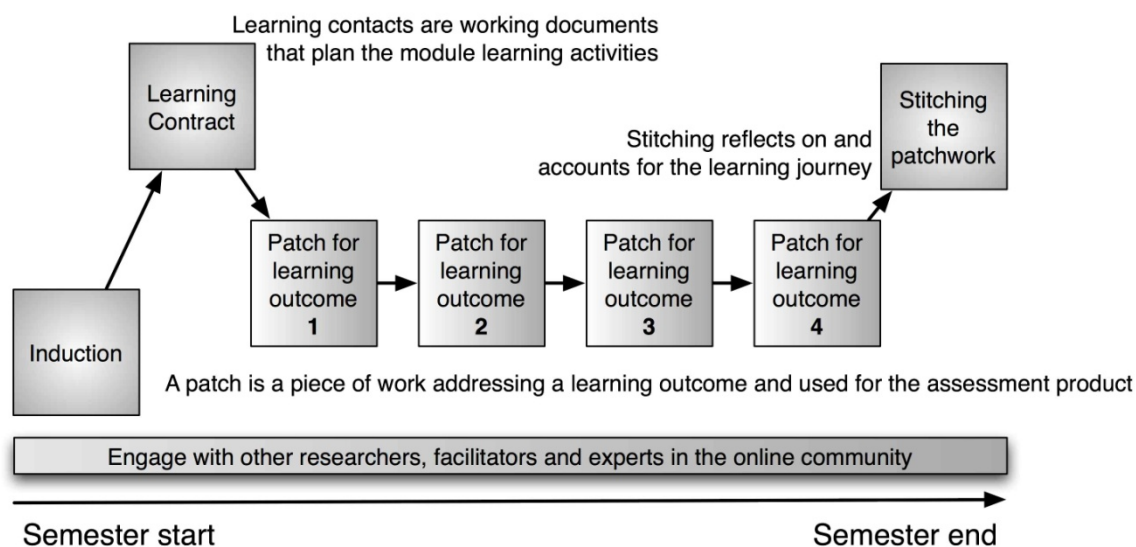 Learning contacts are working documents
that plan the module learning activities
Learning
Contract
Stitching
the
patchwork
Stitching reflects on and
accounts for the learning journey
Patch for
learning
outcome
1
Patch for
learning
outcome
2
Patch for
learning
outcome
3
Patch for
learning
outcome
4
Induction
A patch is a piece of work addressing a learning outcome and used for the assessment product
Engage with other researchers, facilitators and experts in the online community
Semester start
Semester end